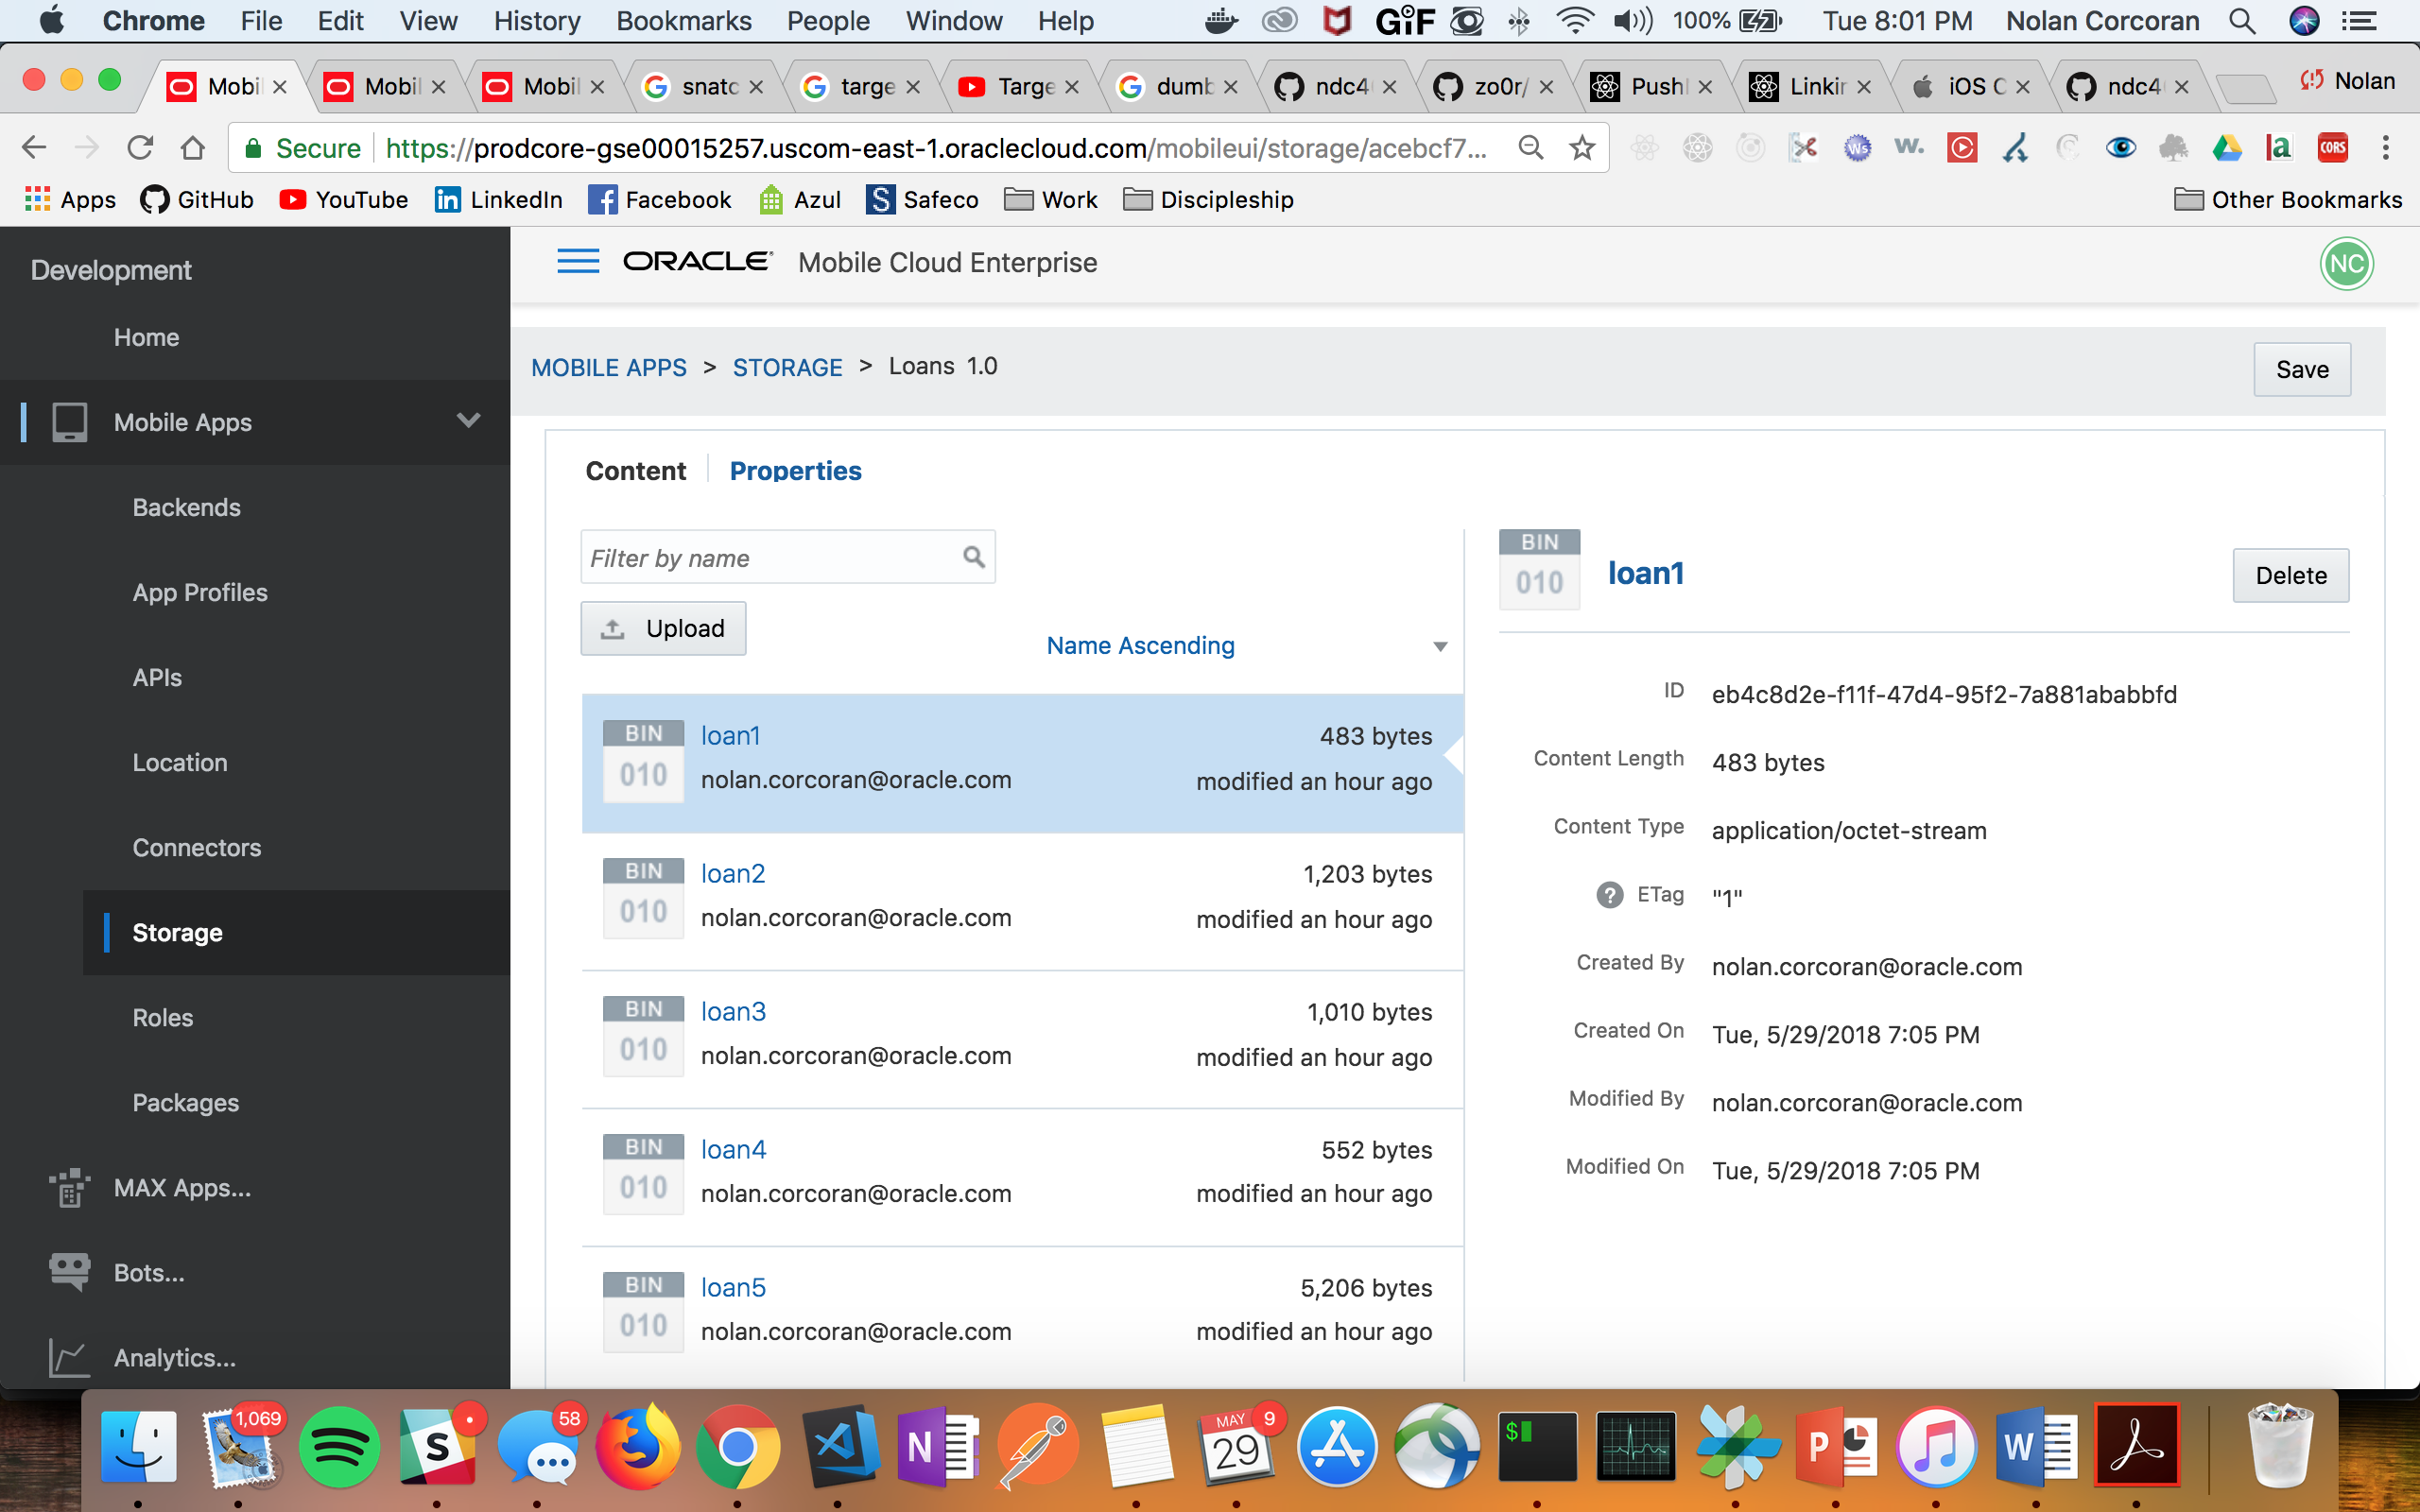 Chrome File Edit View History Bookmarks People Window Help GIF 100% Tue 8:01 PM Nolan Corcoran
Mobil Mobil Mobil snatc targe Targe dumb ndc4 zo0r/ Push Linkin iOS C ndc4 Nolan
Secure https://prodcore-gse00015257.uscom-east-1.oraclecloud.com/mobileui/storage/acebcf7... Ws w. a CORS
Apps GitHub YouTube LinkedIn Facebook Azul Safeco Work Discipleship Other Bookmarks
Development
Home
Mobile Apps
Backends
App Profiles
APIs
Location
Connectors
Storage
Roles
Packages
MAX Apps...
Bots...
Analytics...
ORACLE Mobile Cloud Enterprise NC
MOBILE APPS > STORAGE > Loans 1.0 Save
Content Properties
Filter by name
Upload
Name Ascending
BIN 010 loan1 483 bytes
nolan.corcoran@oracle.com modified an hour ago
BIN 010 loan2 1,203 bytes
nolan.corcoran@oracle.com modified an hour ago
BIN 010 loan3 1,010 bytes
nolan.corcoran@oracle.com modified an hour ago
BIN 010 loan4 552 bytes
nolan.corcoran@oracle.com modified an hour ago
BIN 010 loan5 5,206 bytes
nolan.corcoran@oracle.com modified an hour ago
BIN 010 loan1 Delete
ID eb4c8d2e-f11f-47d4-95f2-7a881ababbfd
Content Length 483 bytes
Content Type application/octet-stream
? ETag "1"
Created By nolan.corcoran@oracle.com
Created On Tue, 5/29/2018 7:05 PM
Modified By nolan.corcoran@oracle.com
Modified On Tue, 5/29/2018 7:05 PM
1,069 S 58 N MAY 29 9 $ P W